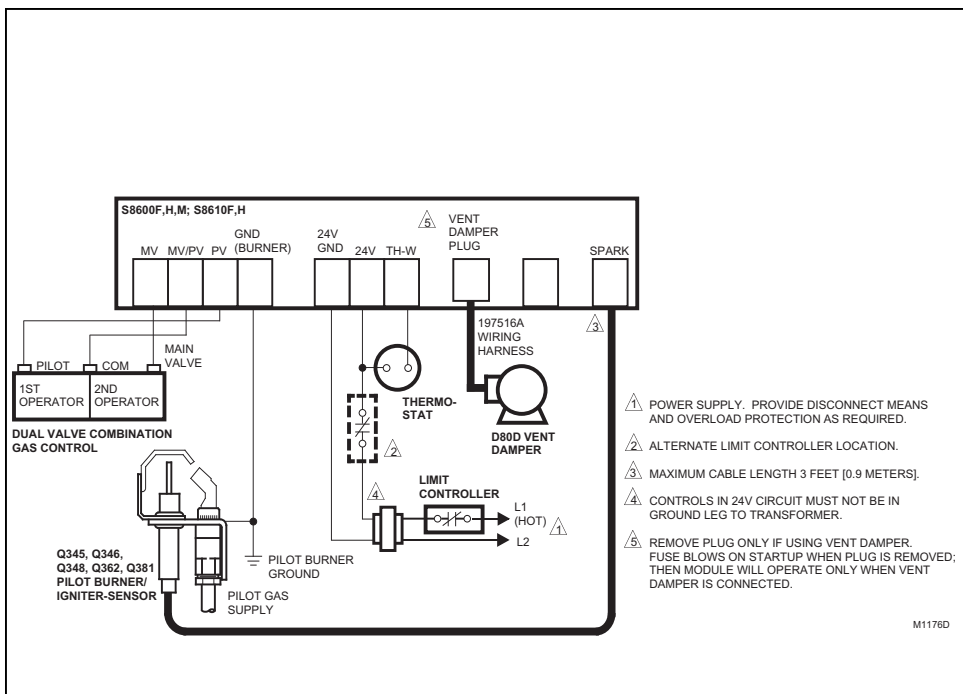 S8600F,H,M; S8610F,H
MV
MV/PV
PV
GND
(BURNER)
24V
GND
24V
TH-W
5
VENT
DAMPER
PLUG
SPARK
3
197516A
WIRING
HARNESS
MAIN
VALVE
PILOT
COM
1ST
OPERATOR
2ND
OPERATOR
DUAL VALVE COMBINATION
GAS CONTROL
THERMO-
STAT
D80D VENT
DAMPER
2
4
LIMIT
CONTROLLER
L1
(HOT)
1
L2
PILOT BURNER
GROUND
Q345, Q346,
Q348, Q362, Q381
PILOT BURNER/
IGNITER-SENSOR
PILOT GAS
SUPPLY
1 POWER SUPPLY. PROVIDE DISCONNECT MEANS
AND OVERLOAD PROTECTION AS REQUIRED.
2 ALTERNATE LIMIT CONTROLLER LOCATION.
3 MAXIMUM CABLE LENGTH 3 FEET [0.9 METERS].
4 CONTROLS IN 24V CIRCUIT MUST NOT BE IN
GROUND LEG TO TRANSFORMER.
5 REMOVE PLUG ONLY IF USING VENT DAMPER.
FUSE BLOWS ON STARTUP WHEN PLUG IS REMOVED;
THEN MODULE WILL OPERATE ONLY WHEN VENT
DAMPER IS CONNECTED.
M1176D